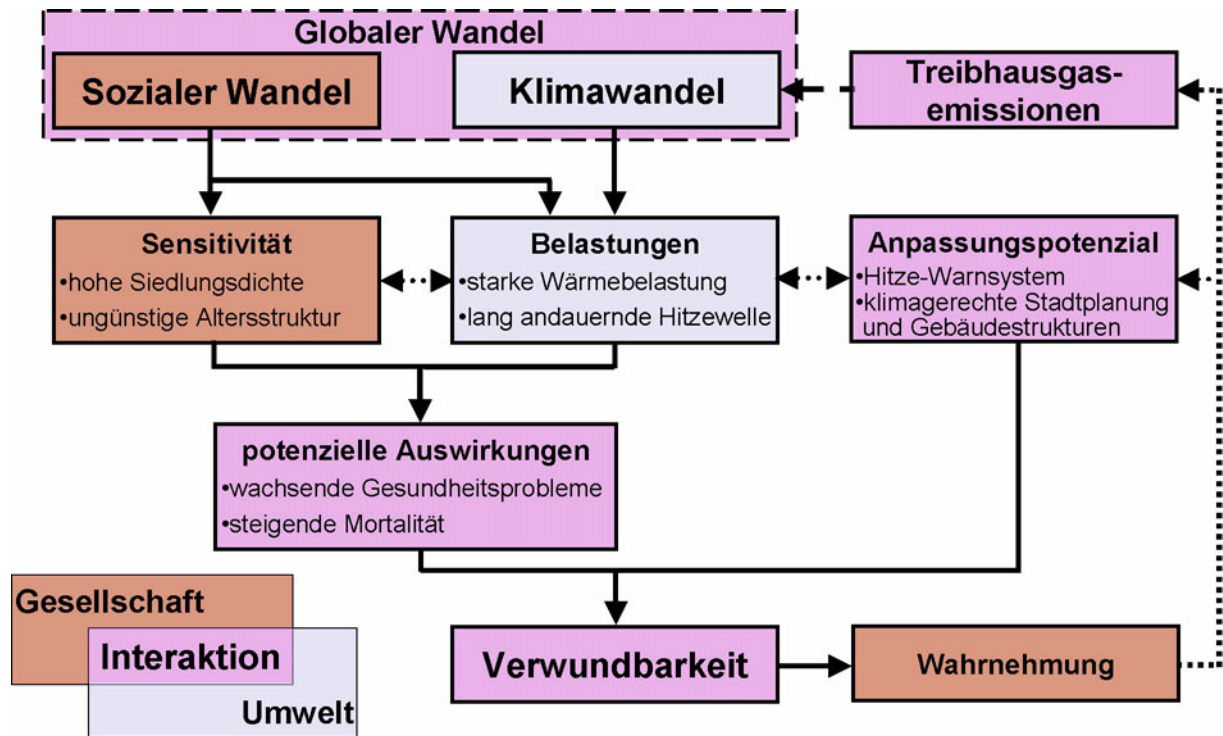 Globaler Wandel
Sozialer Wandel
Klimawandel
Treibhausgas-
emissionen
Sensitivität
•hohe Siedlungsdichte
•ungünstige Altersstruktur
Belastungen
•starke Wärmebelastung
•lang andauernde Hitzewelle
Anpassungspotenzial
•Hitze-Warnsystem
•klimagerechte Stadtplanung
und Gebäudestrukturen
potenzielle Auswirkungen
•wachsende Gesundheitsprobleme
•steigende Mortalität
Gesellschaft
Interaktion
Umwelt
Verwundbarkeit
Wahrnehmung